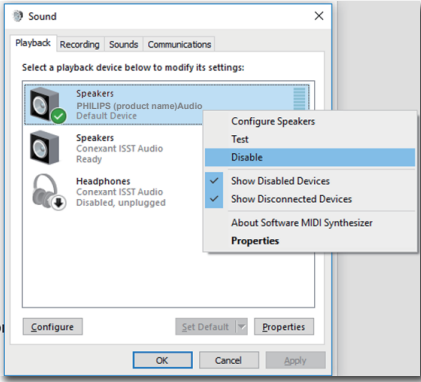 Sound
Playback Recording Sounds Communications
Select a playback device below to modify its settings:
Speakers
PHILIPS (product name)Audio
Default Device
Speakers
Conexant ISST Audio
Ready
Headphones
Conexant ISST Audio
Disabled, unplugged
Configure Speakers
Test
Disable
Show Disabled Devices
Show Disconnected Devices
About Software MIDI Synthesizer
Properties
Configure Set Default Properties
OK Cancel Apply